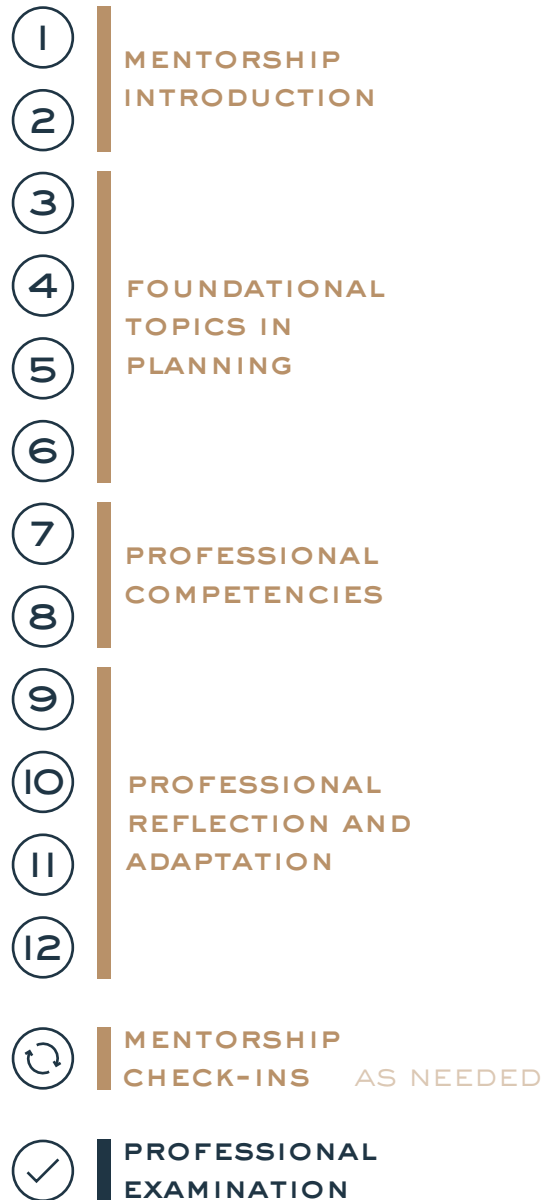 1
MENTORSHIP
INTRODUCTION
2
3
4
FOUNDATIONAL
TOPICS IN
PLANNING
5
6
7
PROFESSIONAL
COMPETENCIES
8
9
10
PROFESSIONAL
REFLECTION AND
ADAPTATION
11
12
MENTORSHIP
CHECK-INS AS NEEDED
PROFESSIONAL
EXAMINATION